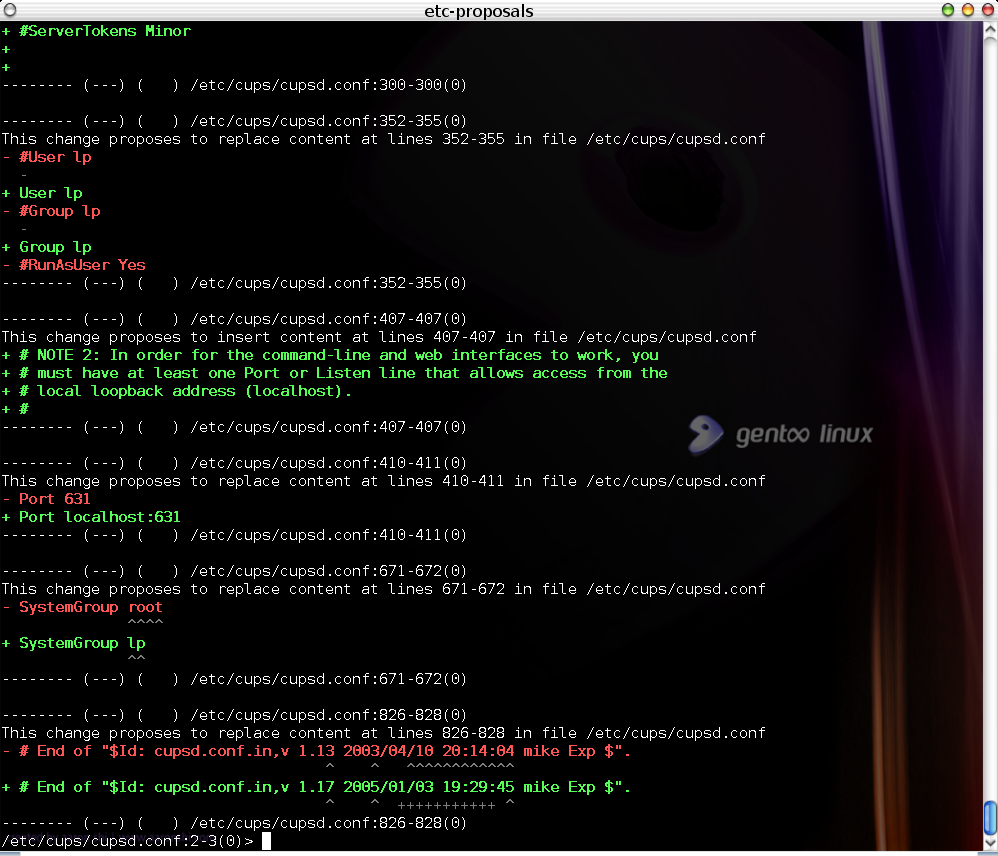 etc-proposals
+ #ServerTokens Minor
+
+
-------- (---) (   ) /etc/cups/cupsd.conf:300-300(0)
-------- (---) (   ) /etc/cups/cupsd.conf:352-355(0)
This change proposes to replace content at lines 352-355 in file /etc/cups/cupsd.conf
- #User lp
  -
+ User lp
- #Group lp
  -
+ Group lp
- #RunAsUser Yes
-------- (---) (   ) /etc/cups/cupsd.conf:352-355(0)
-------- (---) (   ) /etc/cups/cupsd.conf:407-407(0)
This change proposes to insert content at lines 407-407 in file /etc/cups/cupsd.conf
+ # NOTE 2: In order for the command-line and web interfaces to work, you
+ # must have at least one Port or Listen line that allows access from the
+ # local loopback address (localhost).
+ #
-------- (---) (   ) /etc/cups/cupsd.conf:407-407(0)
gentoo linux
-------- (---) (   ) /etc/cups/cupsd.conf:410-411(0)
This change proposes to replace content at lines 410-411 in file /etc/cups/cupsd.conf
- Port 631
+ Port localhost:631
-------- (---) (   ) /etc/cups/cupsd.conf:410-411(0)
-------- (---) (   ) /etc/cups/cupsd.conf:671-672(0)
This change proposes to replace content at lines 671-672 in file /etc/cups/cupsd.conf
- SystemGroup root
              ^^^^
+ SystemGroup lp
              ^^
-------- (---) (   ) /etc/cups/cupsd.conf:671-672(0)
-------- (---) (   ) /etc/cups/cupsd.conf:826-828(0)
This change proposes to replace content at lines 826-828 in file /etc/cups/cupsd.conf
- # End of "$Id: cupsd.conf.in,v 1.13 2003/04/10 20:14:04 mike Exp $".
                                    ^    ^   ^^^^^^^^^^^^
+ # End of "$Id: cupsd.conf.in,v 1.17 2005/01/03 19:29:45 mike Exp $".
                                    ^    ^  +++++++++++ ^
-------- (---) (   ) /etc/cups/cupsd.conf:826-828(0)
/etc/cups/cupsd.conf:2-3(0)>